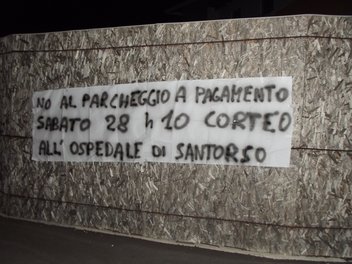 NO AL PARCHEGGIO A PAGAMENTO
SABATO 28 h 10 CORTEO
ALL' OSPEDALE DI SANTORSO